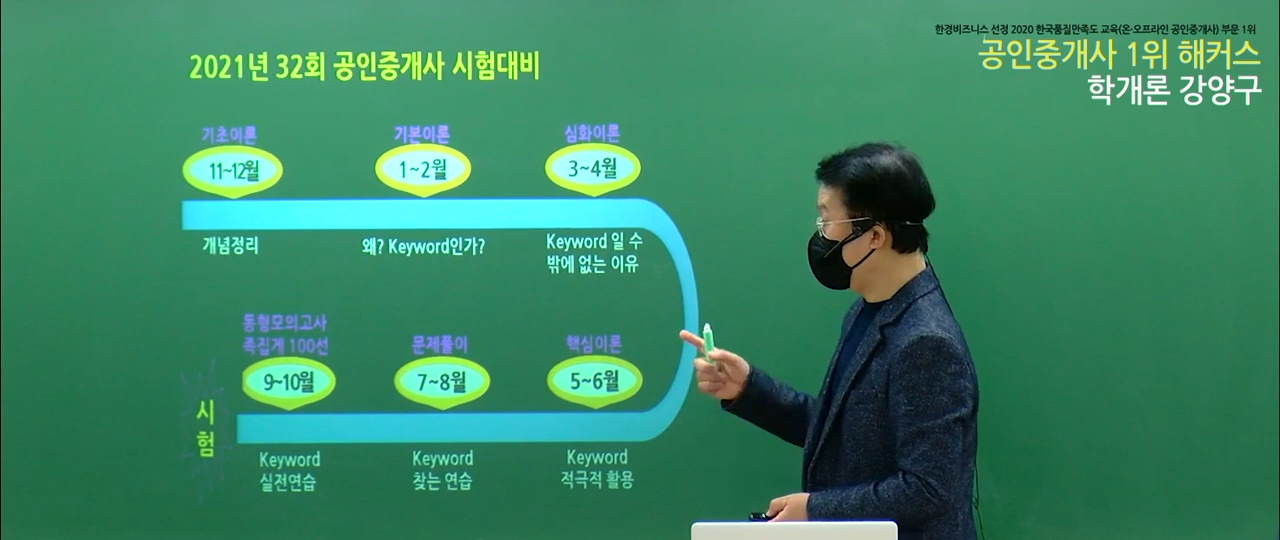 한경비즈니스 선정 2020 한국품질만족도 교육(온·오프라인 공인중개사) 부문 1위
공인중개사 1위 해커스
학개론 강양구
2021년 32회 공인중개사 시험대비
기초이론
11~12월
개념정리
기본이론
1~2월
왜? Keyword인가?
심화이론
3~4월
Keyword 일 수
밖에 없는 이유
핵심이론
5~6월
Keyword
적극적 활용
문제풀이
7~8월
Keyword
찾는 연습
동형모의고사
족집게 100선
9~10월
Keyword
실전연습
시
험